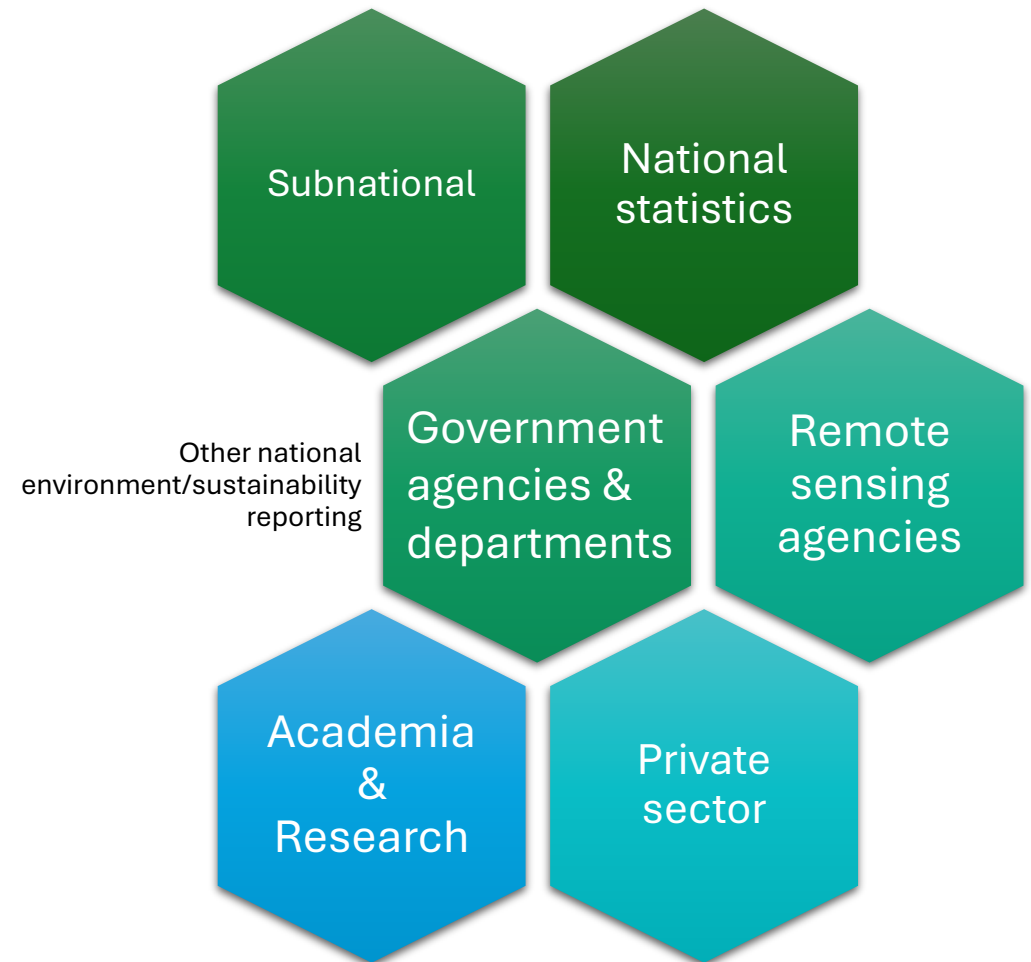 Subnational
National
statistics
Other national
environment/sustainability
reporting
Government
agencies &
departments
Remote
sensing
agencies
Academia
&
Research
Private
sector